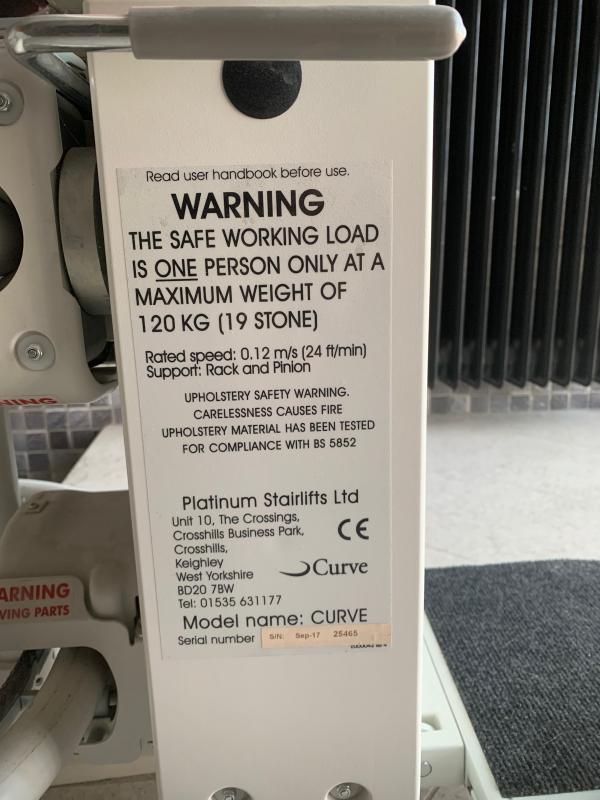 Read user handbook before use.
WARNING
THE SAFE WORKING LOAD
IS ONE PERSON ONLY AT A
MAXIMUM WEIGHT OF
120 KG (19 STONE)
Rated speed: 0.12 m/s (24 ft/min)
Support: Rack and Pinion
UPHOLSTERY SAFETY WARNING.
CARELESSNESS CAUSES FIRE
UPHOLSTERY MATERIAL HAS BEEN TESTED
FOR COMPLIANCE WITH BS 5852
Platinum Stairlifts Ltd
Unit 10, The Crossings,
Crosshills Business Park,
Crosshills,
Keighley
West Yorkshire
BD20 7BW
Tel: 01535 631177
CE
Curve
Model name: CURVE
Serial number S/N: Sep-17 25465
NING
ARNING
VING PARTS